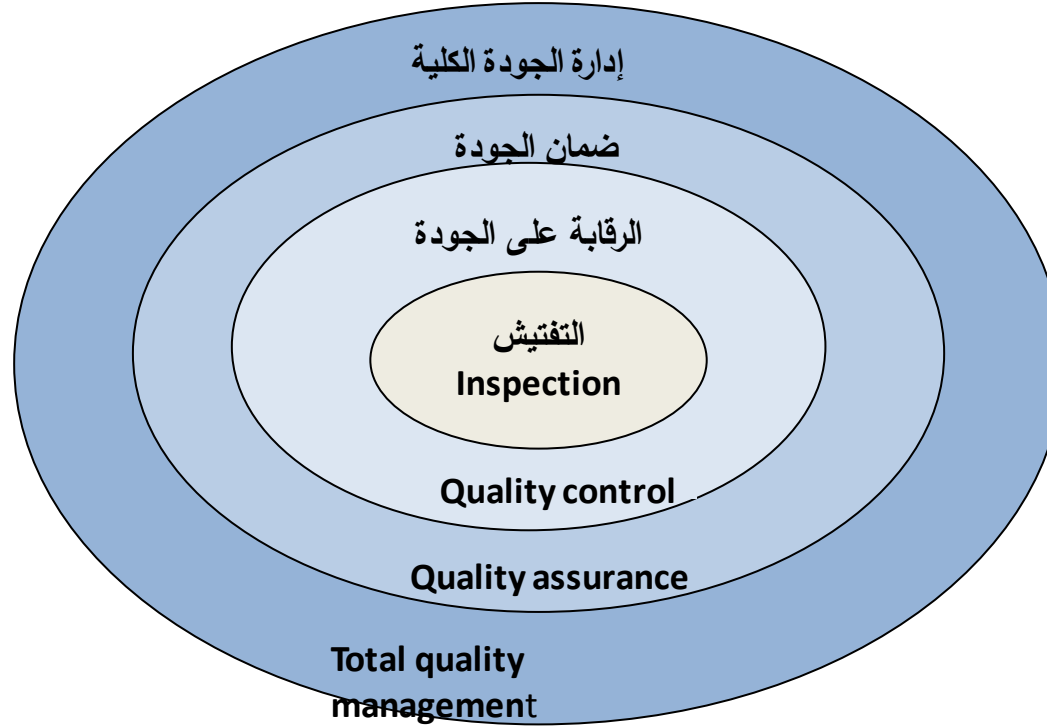 إدارة الجودة الكلية
ضمان الجودة
الرقابة على الجودة
التفتيش
Inspection
Quality control
Quality assurance
Total quality
management